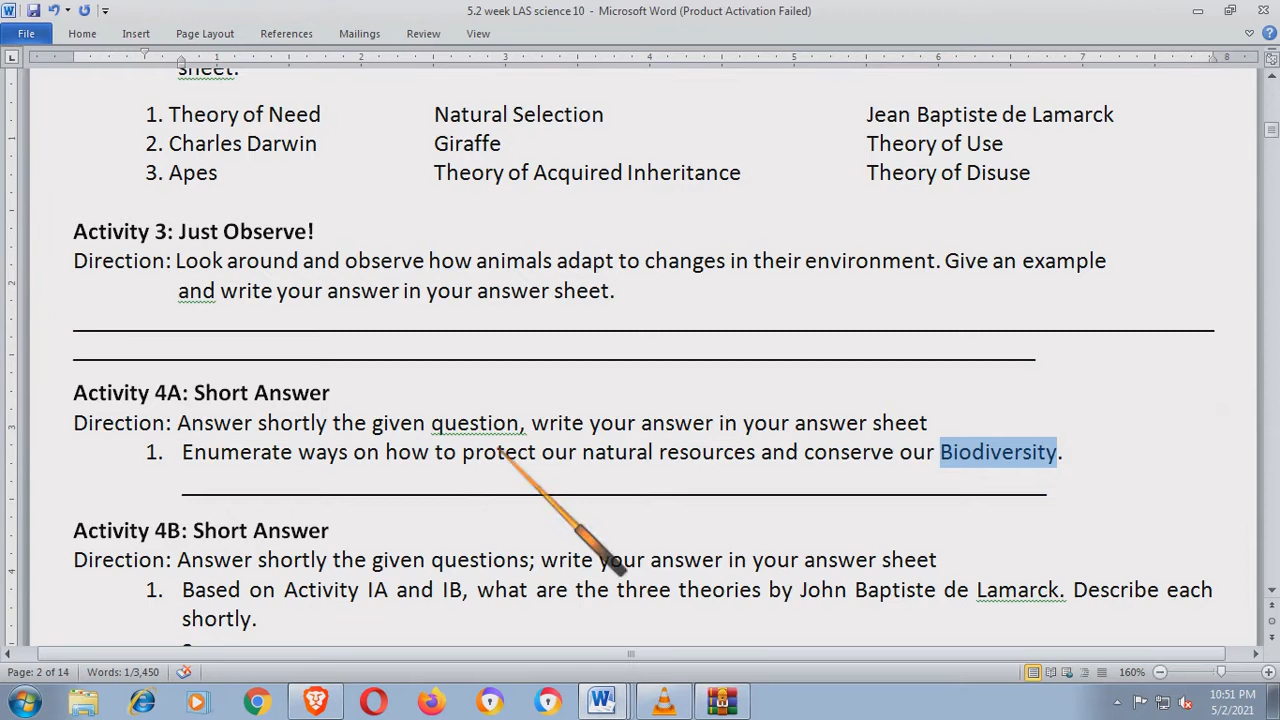 5.2 week LAS science 10 - Microsoft Word (Product Activation Failed)
File Home Insert Page Layout References Mailings Review View
1 2 3 4 5 6 7 8
sheet.
1. Theory of Need Natural Selection Jean Baptiste de Lamarck
2. Charles Darwin Giraffe Theory of Use
3. Apes Theory of Acquired Inheritance Theory of Disuse
Activity 3: Just Observe!
Direction: Look around and observe how animals adapt to changes in their environment. Give an example
and write your answer in your answer sheet.
Activity 4A: Short Answer
Direction: Answer shortly the given question, write your answer in your answer sheet
1. Enumerate ways on how to protect our natural resources and conserve our Biodiversity.
Activity 4B: Short Answer
Direction: Answer shortly the given questions; write your answer in your answer sheet
1. Based on Activity IA and IB, what are the three theories by John Baptiste de Lamarck. Describe each
shortly.
Page: 2 of 14 Words: 1/3,450 160%
10:51 PM
5/2/2021